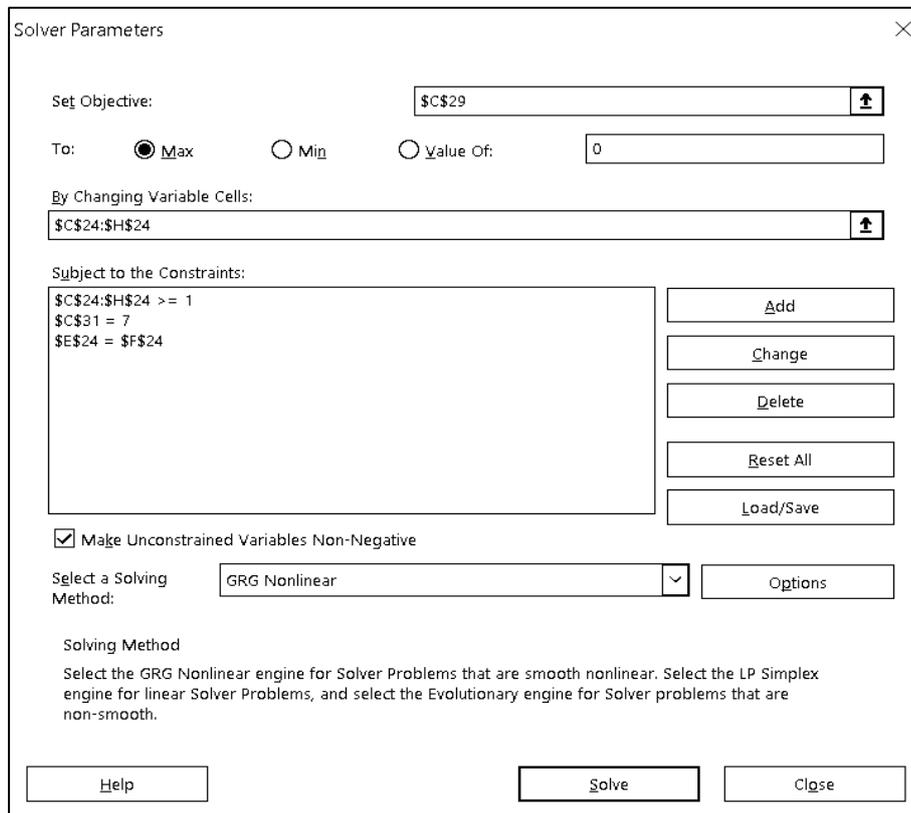 Solver Parameters
Set Objective:
$C$29
To:
Max
Min
Value Of:
0
By Changing Variable Cells:
$C$24:$H$24
Subject to the Constraints:
$C$24:$H$24 >= 1
$C$31 = 7
$E$24 = $F$24
Add
Change
Delete
Reset All
Load/Save
Make Unconstrained Variables Non-Negative
Select a Solving
Method:
GRG Nonlinear
Options
Solving Method
Select the GRG Nonlinear engine for Solver Problems that are smooth nonlinear. Select the LP Simplex
engine for linear Solver Problems, and select the Evolutionary engine for Solver problems that are
non-smooth.
Help
Solve
Close